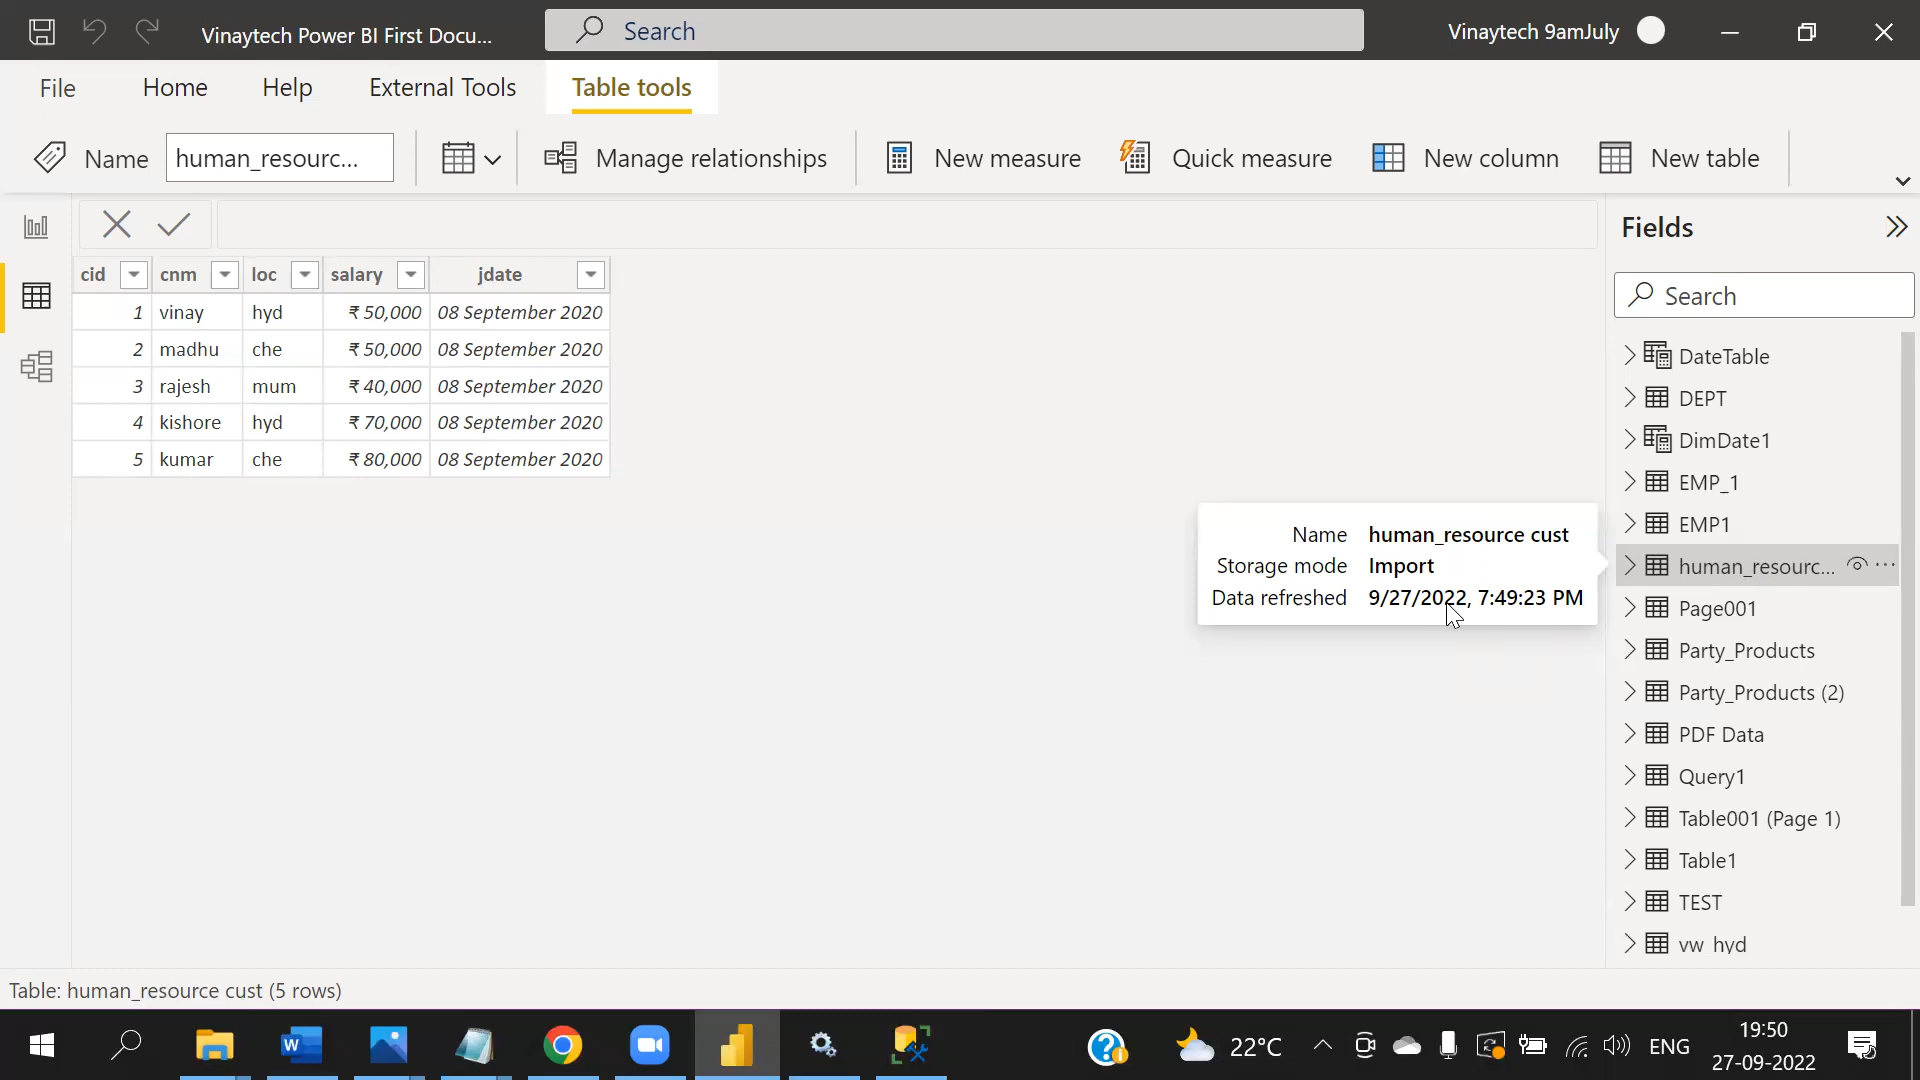 Vinaytech Power BI First Docu...
Search
Vinaytech 9amJuly
File Home Help External Tools Table tools
Name human_resourc... Manage relationships New measure Quick measure New column New table
Fields
Search
cid cnm loc salary jdate
1 vinay hyd ₹ 50,000 08 September 2020
2 madhu che ₹ 50,000 08 September 2020
3 rajesh mum ₹ 40,000 08 September 2020
4 kishore hyd ₹ 70,000 08 September 2020
5 kumar che ₹ 80,000 08 September 2020
Name human_resource cust
Storage mode Import
Data refreshed 9/27/2022, 7:49:23 PM
DateTable
DEPT
DimDate1
EMP_1
EMP1
human_resourc...
Page001
Party_Products
Party_Products (2)
PDF Data
Query1
Table001 (Page 1)
Table1
TEST
vw_hyd
Table: human_resource cust (5 rows)
22°C
ENG
19:50
27-09-2022